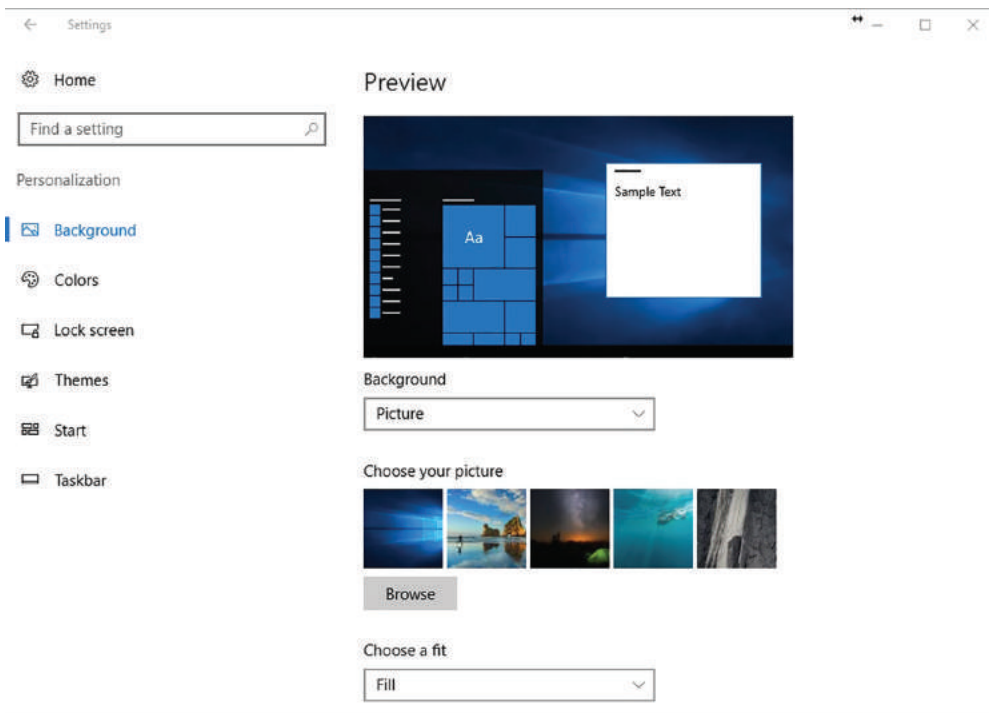 Settings
Home
Find a setting
Personalization
Background
Colors
Lock screen
Themes
Start
Taskbar
Preview
Sample Text
Aa
Background
Picture
Choose your picture
Browse
Choose a fit
Fill